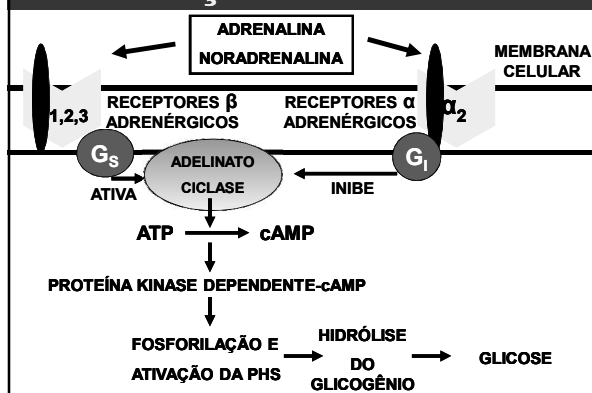 ADRENALINA
NORADRENALINA
MEMBRANA
CELULAR
1,2,3
RECEPTORES β
ADRENÉRGICOS
RECEPTORES α
ADRENÉRGICOS
α2
GS
ADELINATO
CICLASE
GI
ATIVA
INIBE
ATP
cAMP
PROTEÍNA KINASE DEPENDENTE-cAMP
FOSFORILAÇÃO E
ATIVAÇÃO DA PHS
HIDRÓLISE
DO
GLICOGÊNIO
GLICOSE